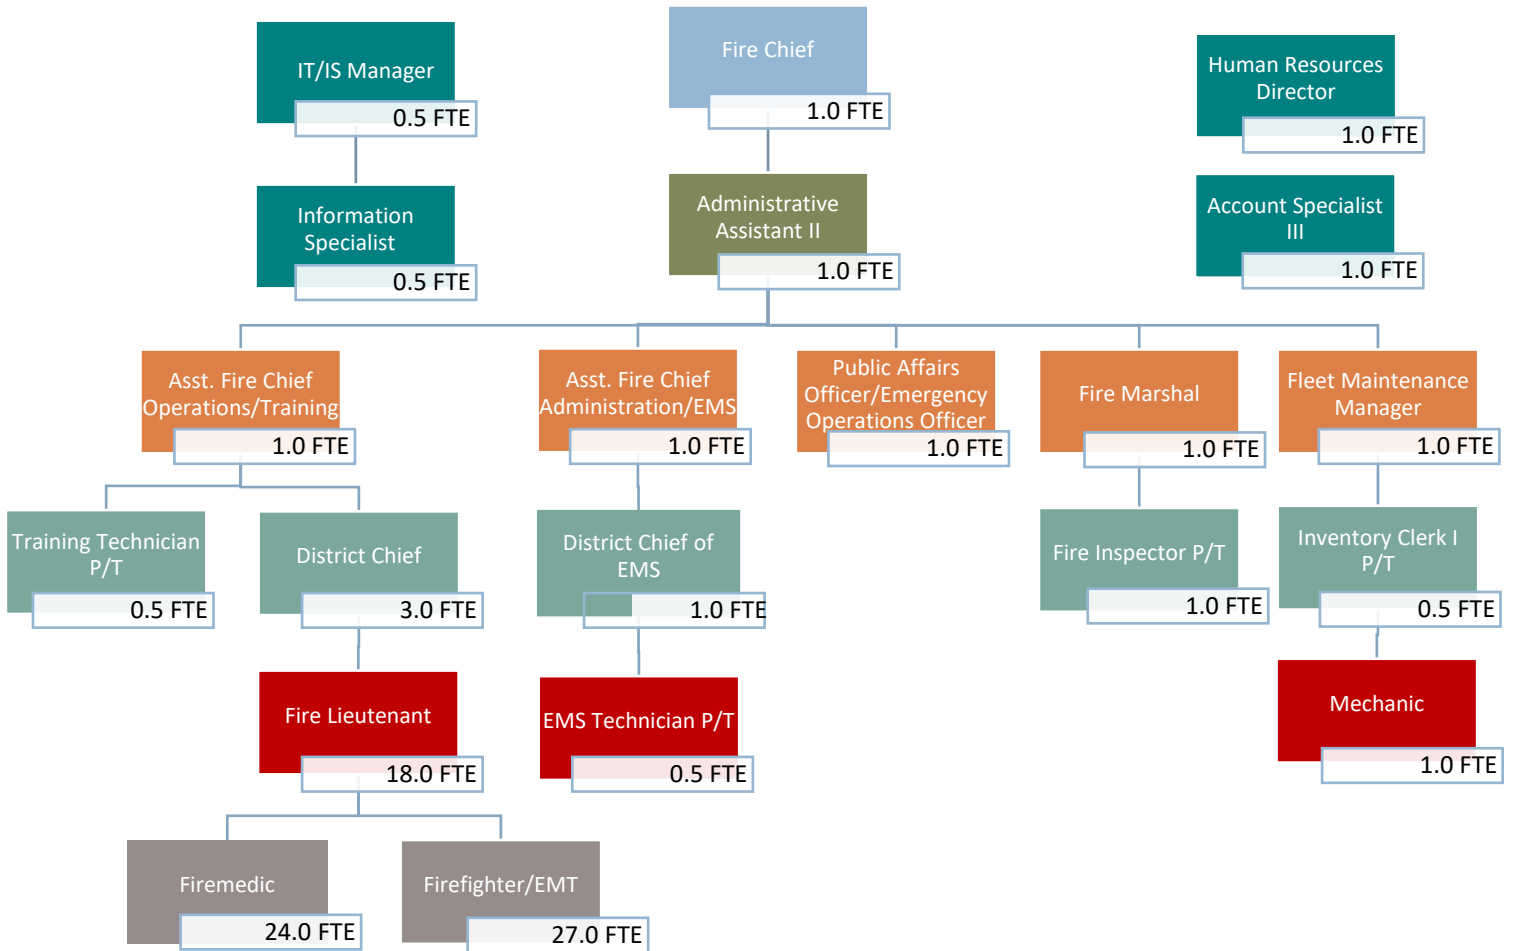 IT/IS Manager
0.5 FTE
Fire Chief
1.0 FTE
Human Resources
Director
1.0 FTE
Information
Specialist
0.5 FTE
Administrative
Assistant II
1.0 FTE
Account Specialist
III
1.0 FTE
Asst. Fire Chief
Operations/Training
1.0 FTE
Asst. Fire Chief
Administration/EMS
1.0 FTE
Public Affairs
Officer/Emergency
Operations Officer
1.0 FTE
Fire Marshal
1.0 FTE
Fleet Maintenance
Manager
1.0 FTE
Training Technician
P/T
0.5 FTE
District Chief
3.0 FTE
District Chief of
EMS
1.0 FTE
Fire Inspector P/T
1.0 FTE
Inventory Clerk I
P/T
0.5 FTE
Fire Lieutenant
18.0 FTE
EMS Technician P/T
0.5 FTE
Mechanic
1.0 FTE
Firemedic
24.0 FTE
Firefighter/EMT
27.0 FTE